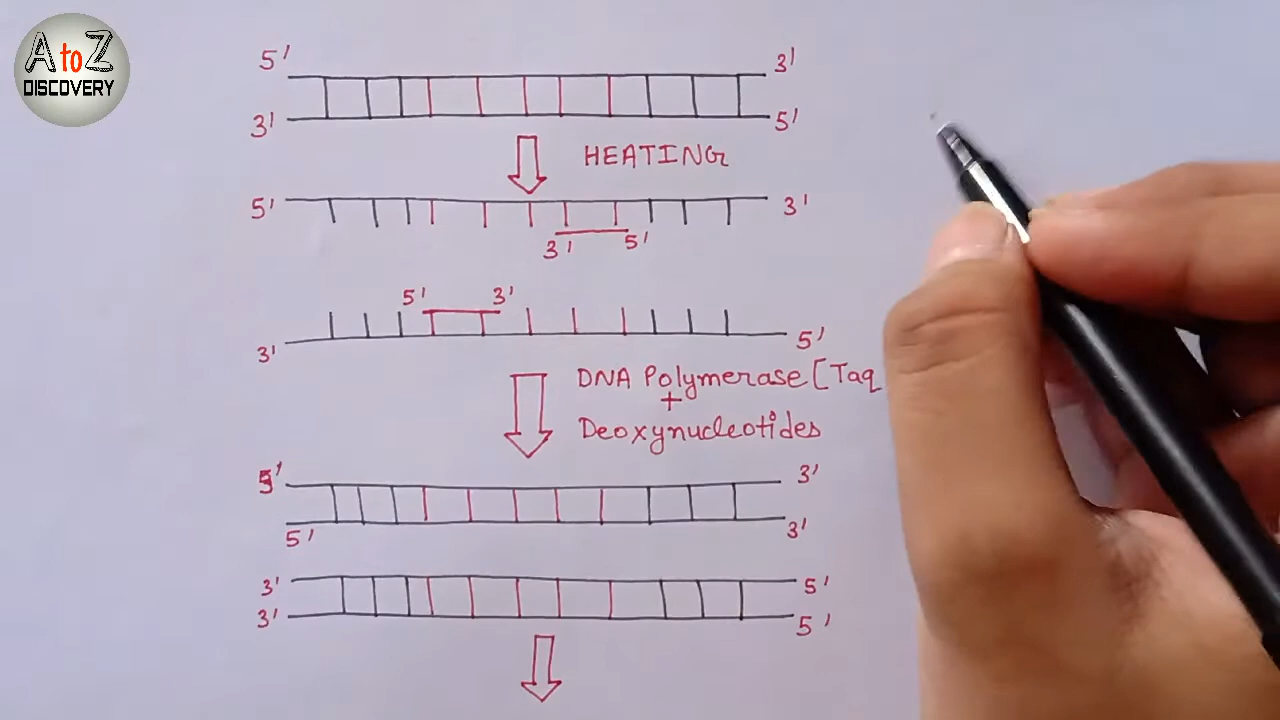 A to Z
DISCOVERY
5' 3'
3' 5'
HEATING
5' 3'
3' 5'
5' 3'
3' 5'
DNA Polymerase [Taq
+
Deoxynucleotides
5' 3'
5' 3'
3' 5'
3' 5'